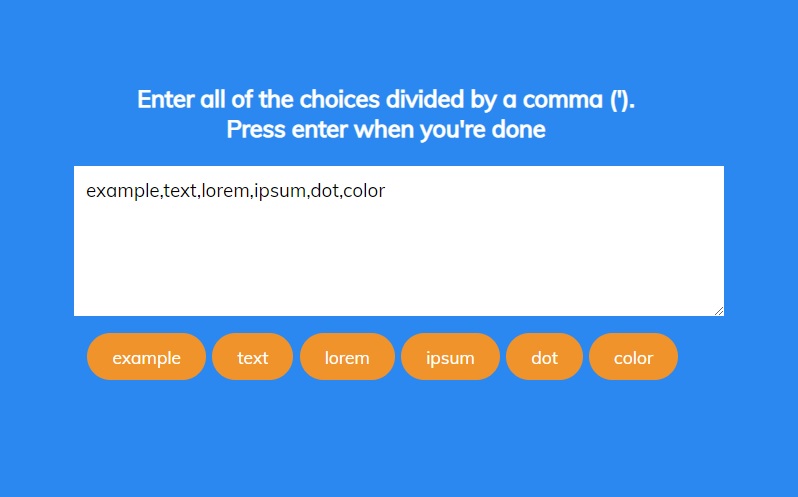 Enter all of the choices divided by a comma (').
Press enter when you're done
example,text,lorem,ipsum,dot,color
example text lorem ipsum dot color